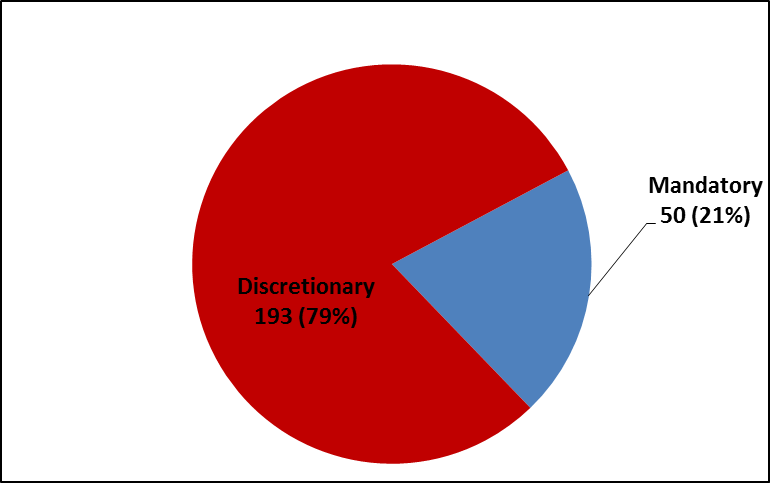 Mandatory
50 (21%)
Discretionary
193 (79%)